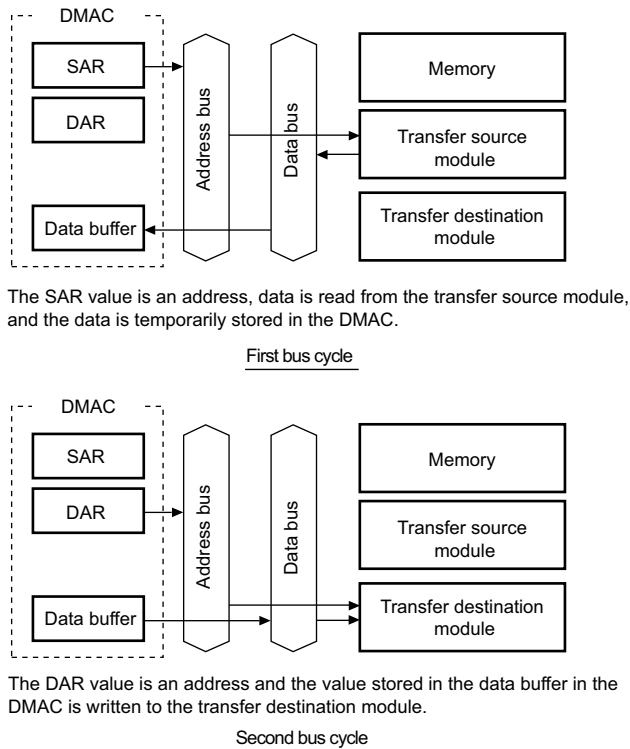 DMAC
SAR
DAR
Data buffer
Address bus
Data bus
Memory
Transfer source
module
Transfer destination
module
The SAR value is an address, data is read from the transfer source module,
and the data is temporarily stored in the DMAC.
First bus cycle
DMAC
SAR
DAR
Data buffer
Address bus
Data bus
Memory
Transfer source
module
Transfer destination
module
The DAR value is an address and the value stored in the data buffer in the
DMAC is written to the transfer destination module.
Second bus cycle